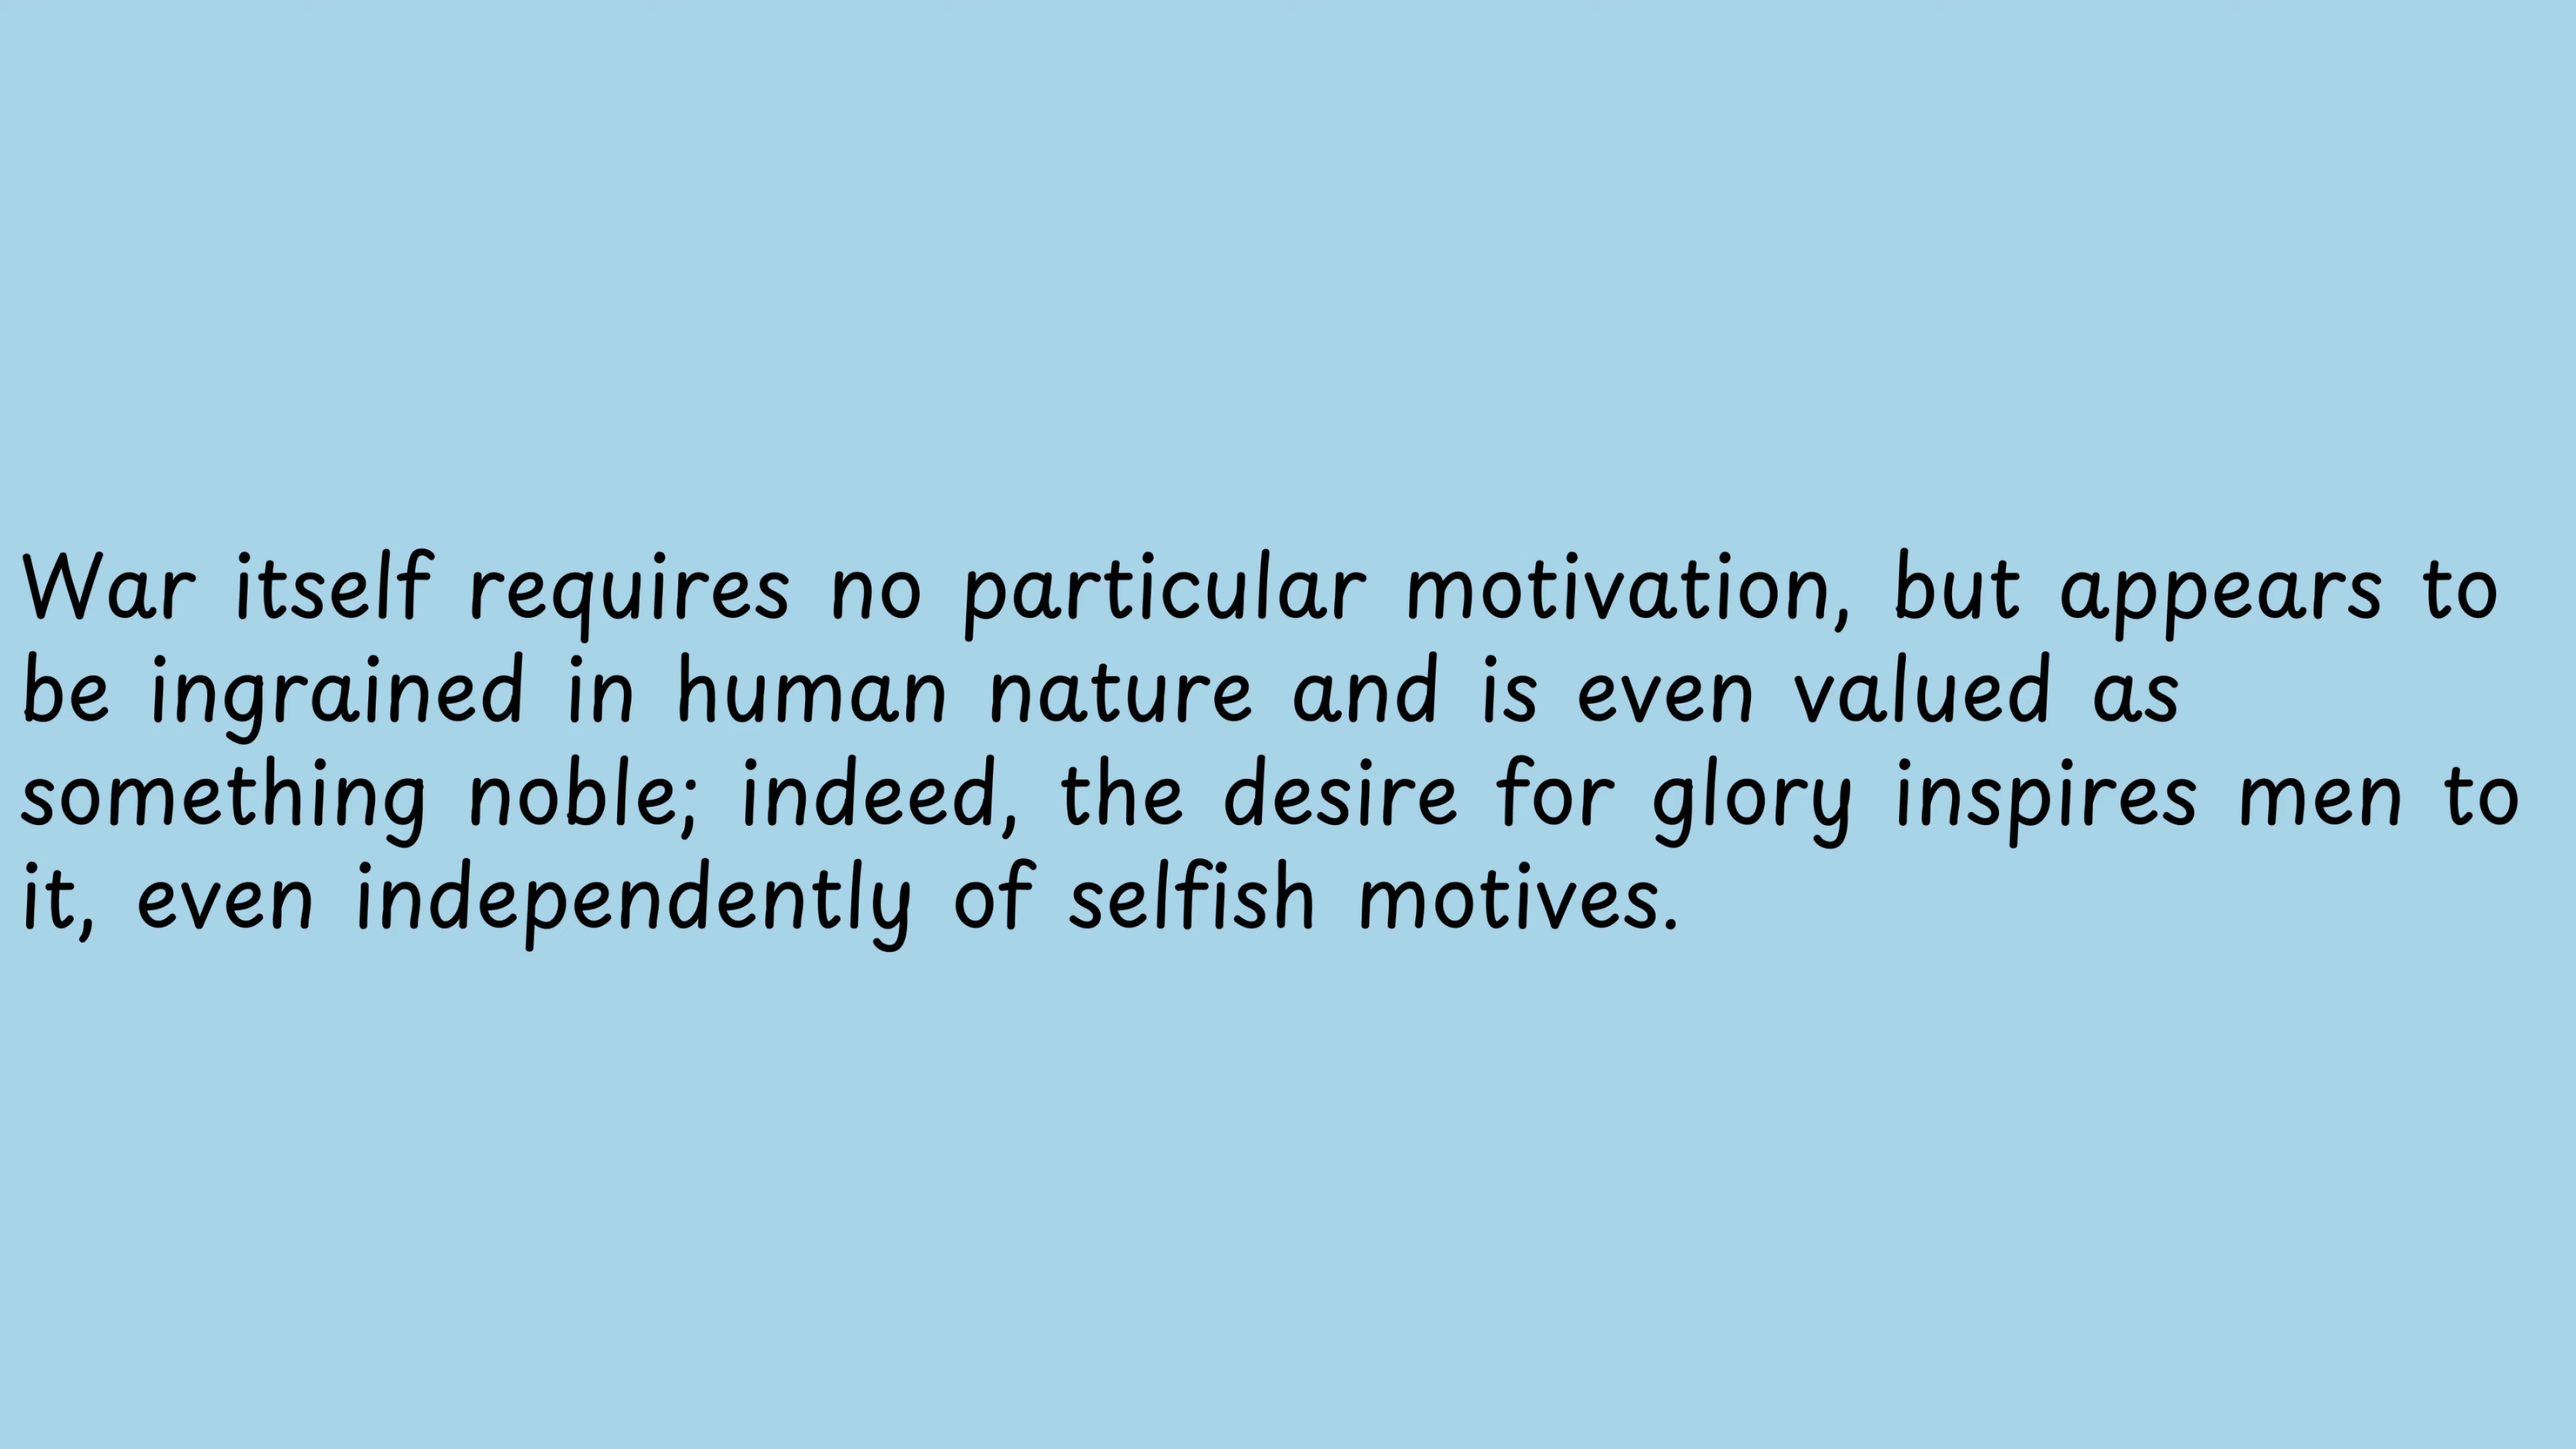 War itself requires no particular motivation, but appears to
be ingrained in human nature and is even valued as
something noble; indeed, the desire for glory inspires men to
it, even independently of selfish motives.